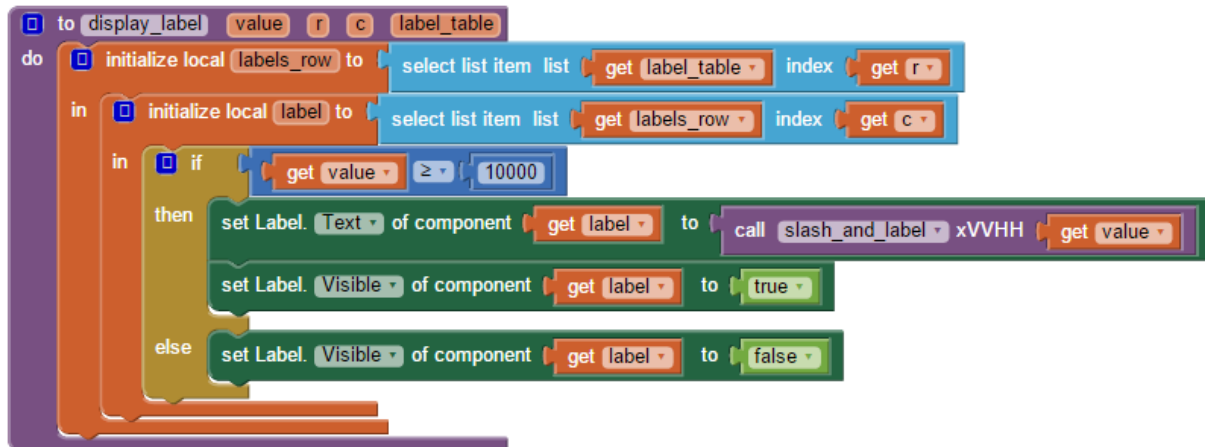 to display_label value r c label_table
do initialize local labels_row to select list item list get label_table index get r
in initialize local label to select list item list get labels_row index get c
in if get value ≥ 10000
then set Label. Text of component get label to call slash_and_label xVVHH get value
set Label. Visible of component get label to true
else set Label. Visible of component get label to false